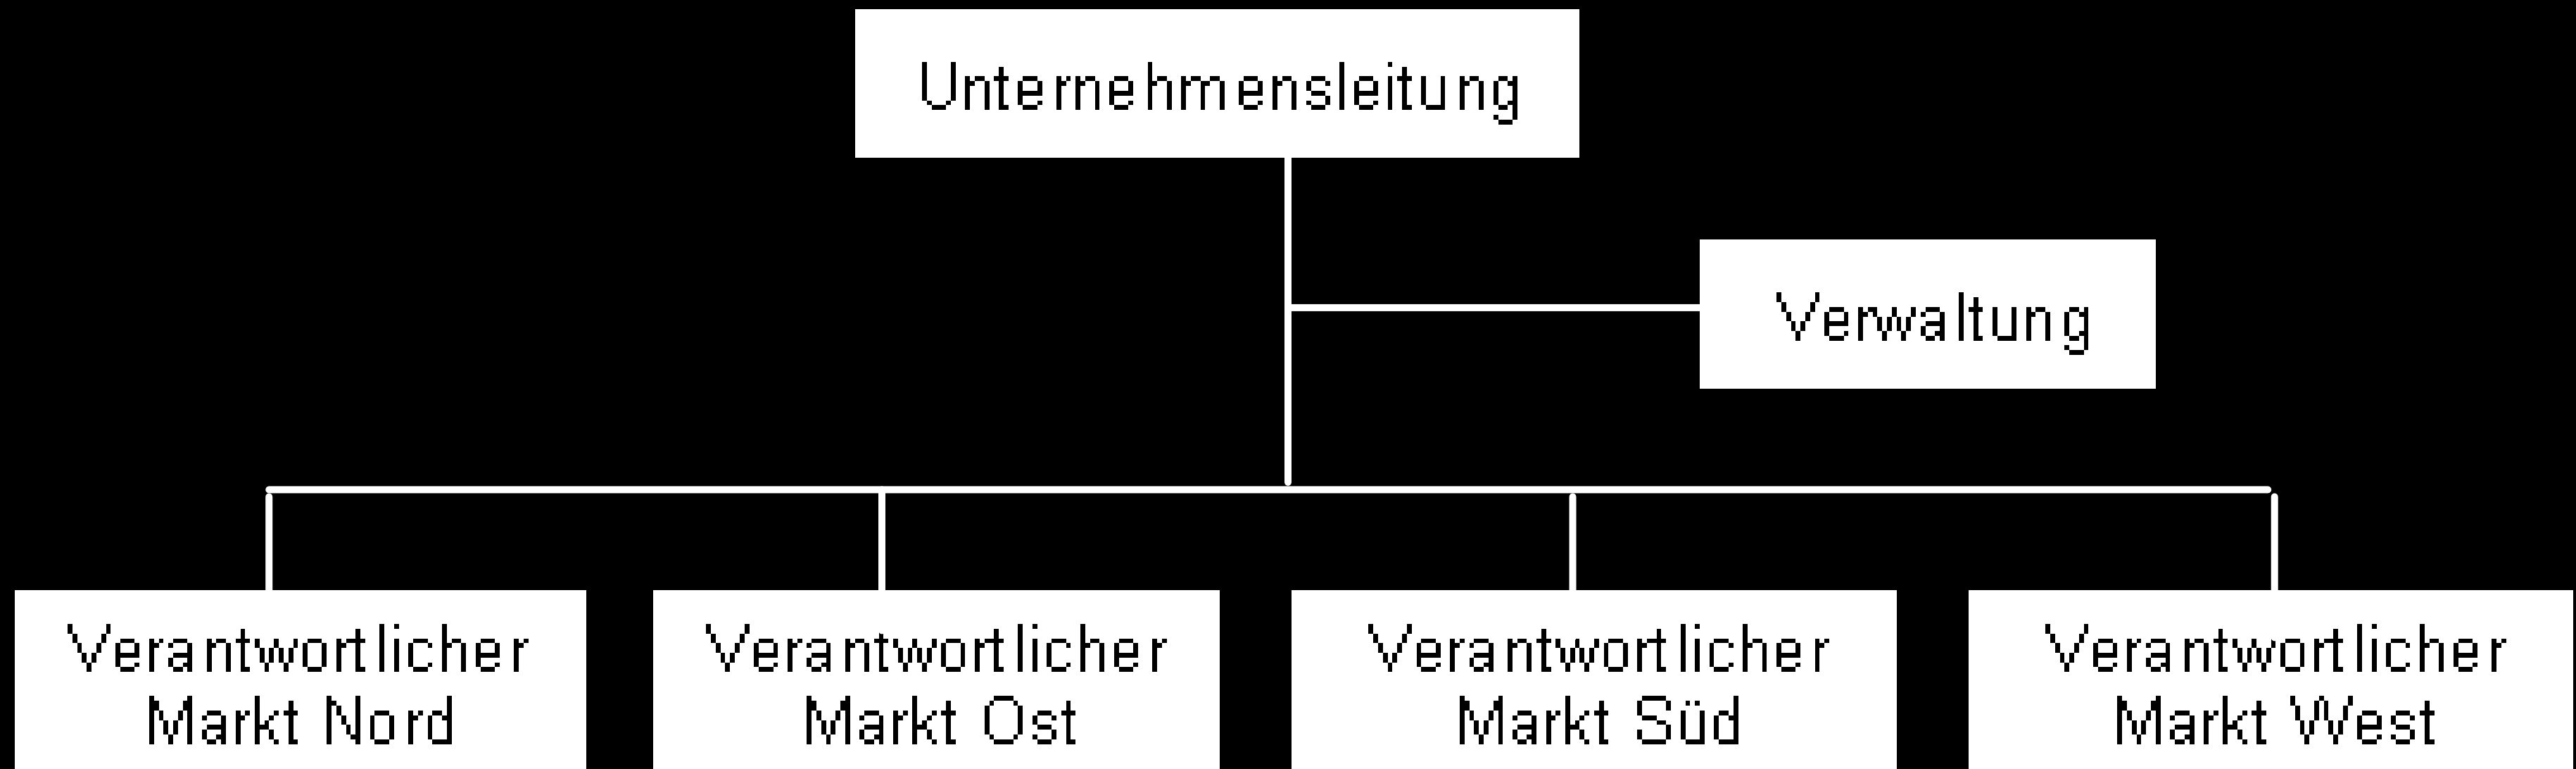 Unternehmensleitung
Verwaltung
Verantwortlicher
Markt Nord
Verantwortlicher
Markt Ost
Verantwortlicher
Markt Süd
Verantwortlicher
Markt West